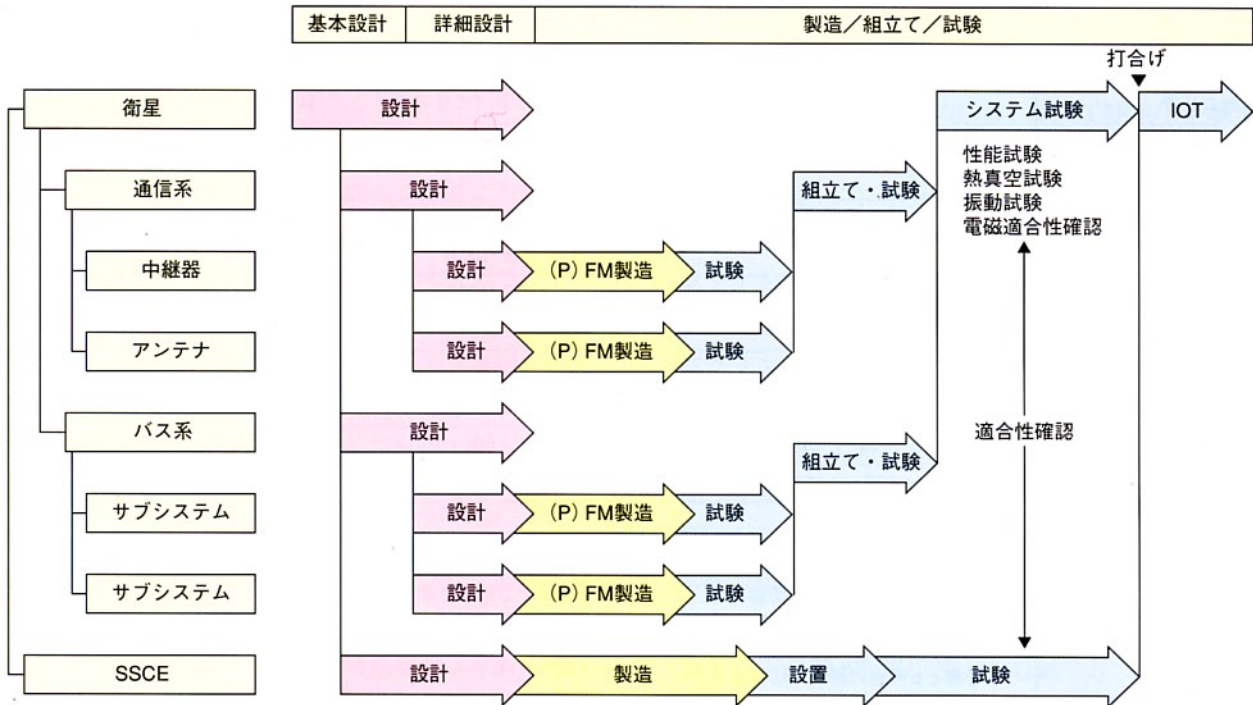 基本設計 詳細設計 製造／組立て／試験
打合げ
衛星 設計 システム試験 IOT
性能試験
熱真空試験
振動試験
電磁適合性確認
通信系 設計 組立て・試験
中継器 設計 (P) FM製造 試験
アンテナ 設計 (P) FM製造 試験
バス系 設計 組立て・試験 適合性確認
サブシステム 設計 (P) FM製造 試験
サブシステム 設計 (P) FM製造 試験
SSCE 設計 製造 設置 試験